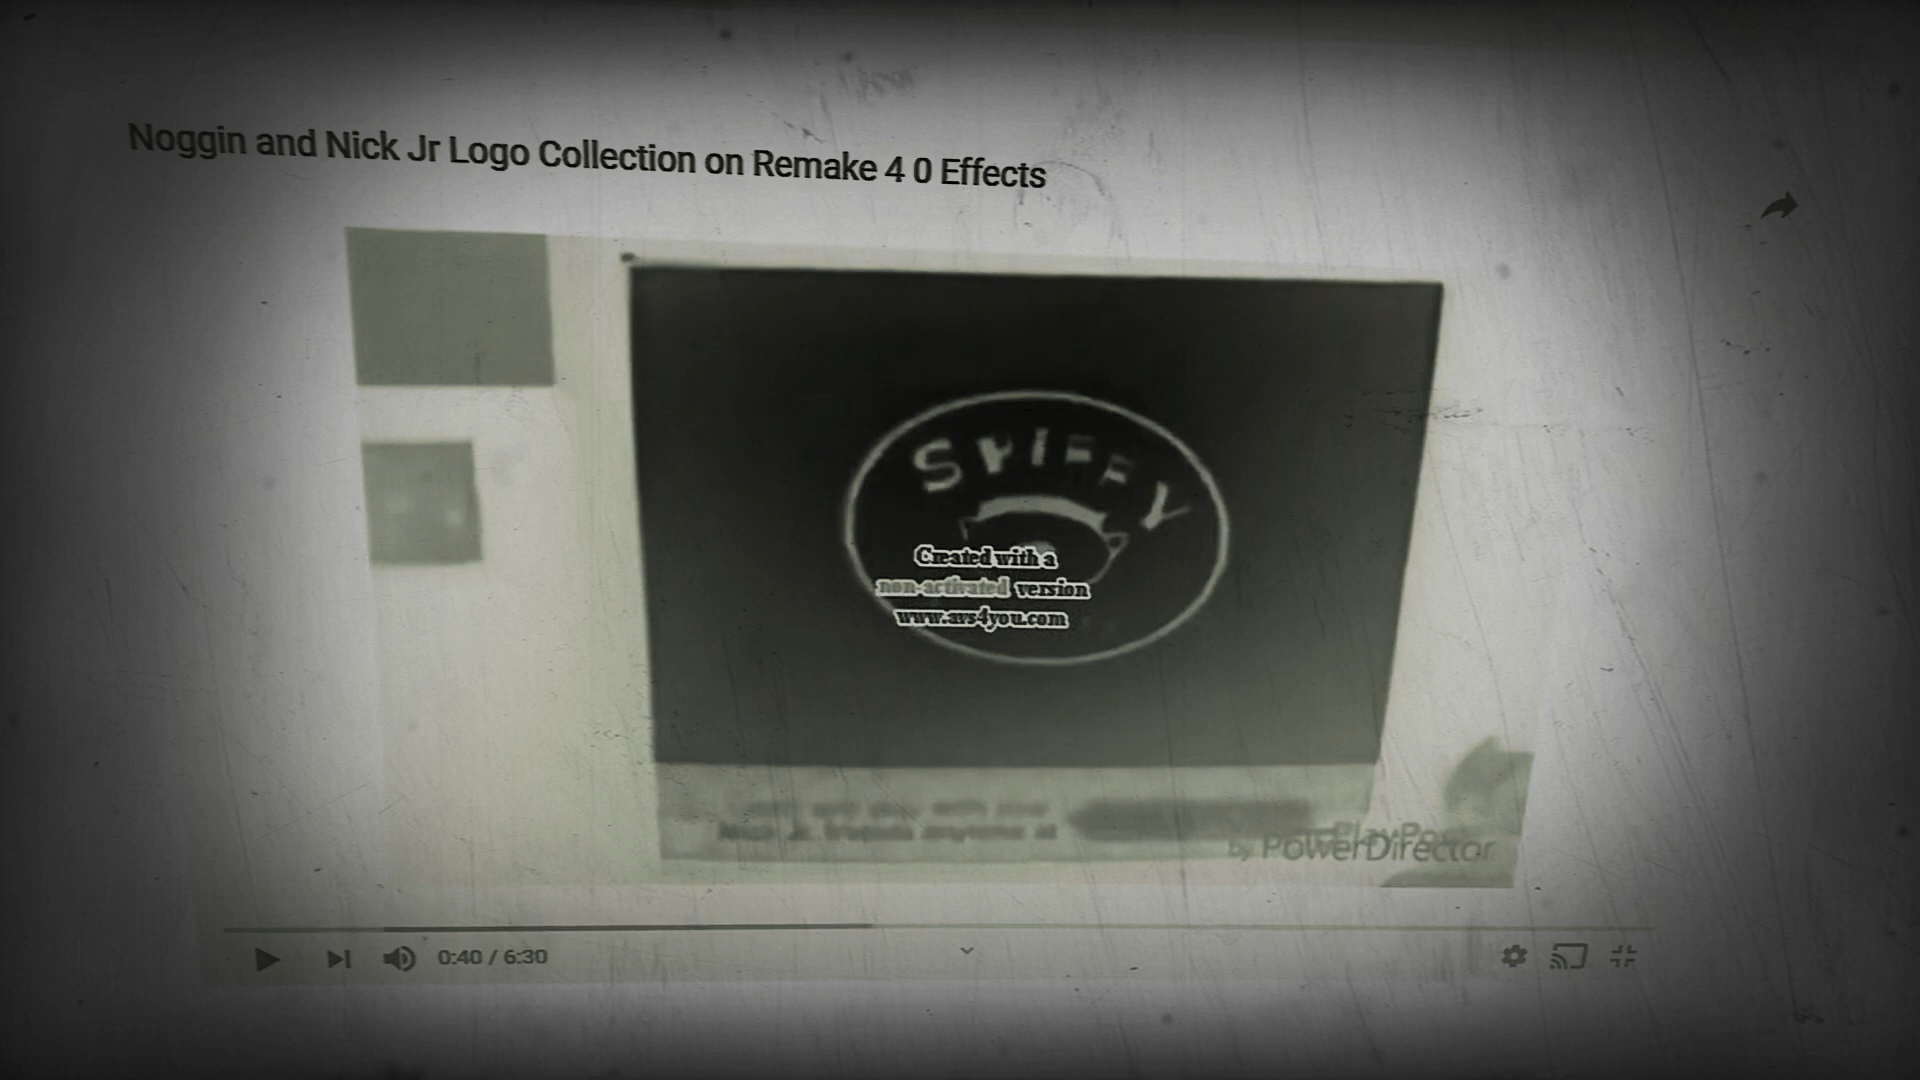 Noggin and Nick Jr Logo Collection on Remake 4 0 Effects
SPIFFY
Created with a
non-activated version
www.avs4you.com
by PowerDirector
0:40 / 6:30